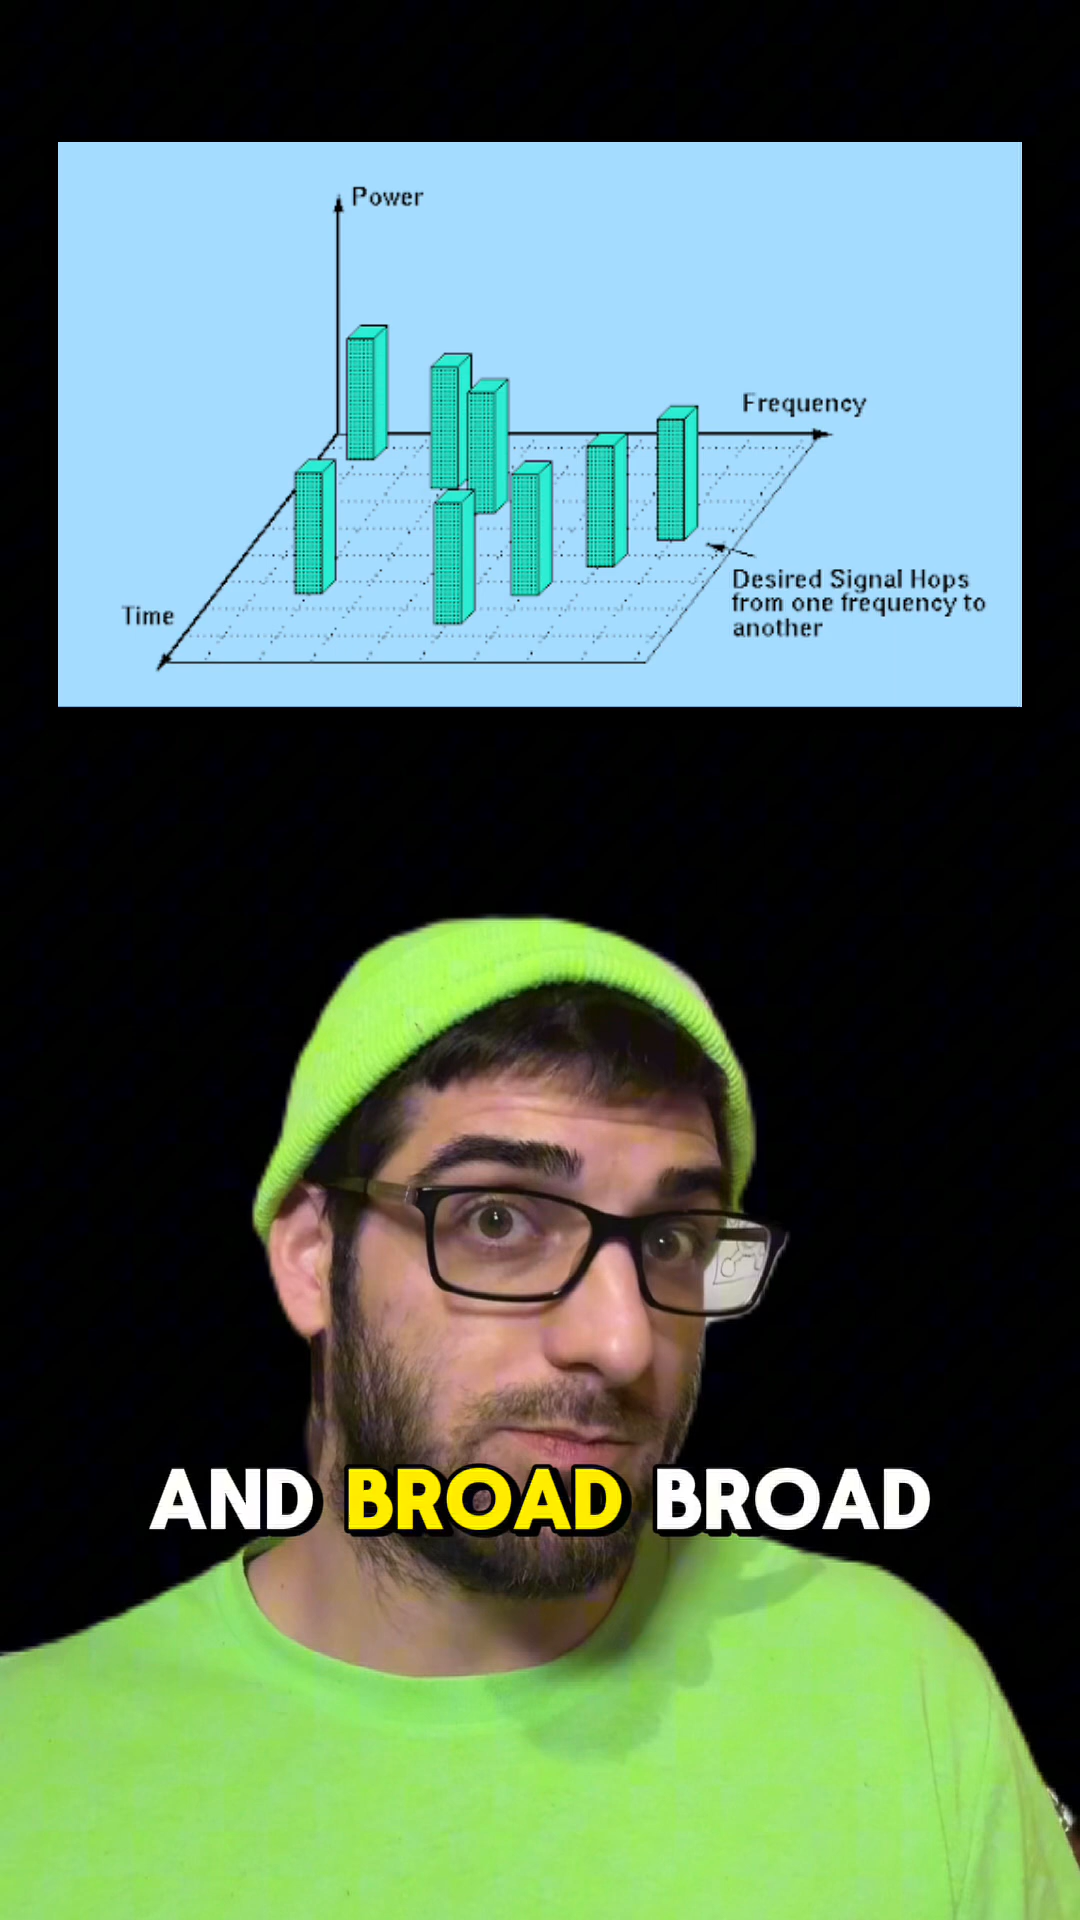 Power
Frequency
Time
Desired Signal Hops
from one frequency to
another
AND BROAD BROAD